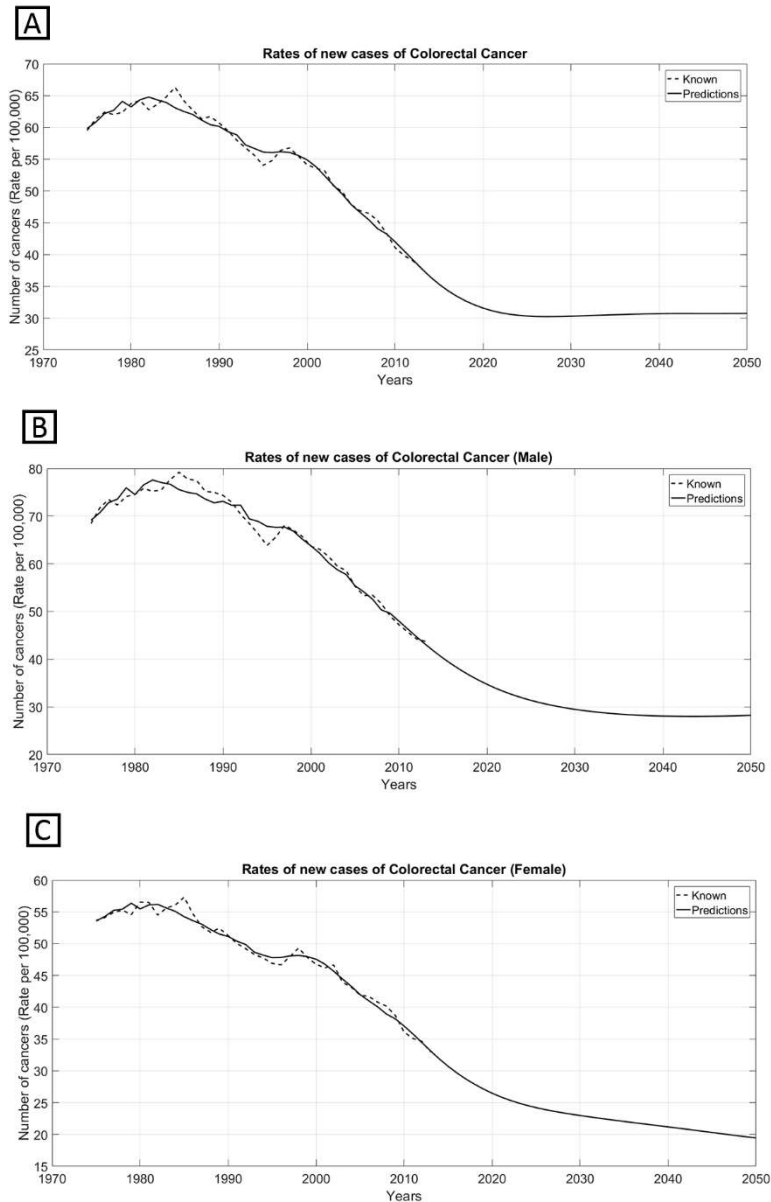 A
Rates of new cases of Colorectal Cancer
Number of cancers (Rate per 100,000)
70
65
60
55
50
45
40
35
30
25
Known
Predictions
1970 1980 1990 2000 2010 2020 2030 2040 2050
Years
B
Rates of new cases of Colorectal Cancer (Male)
Number of cancers (Rate per 100,000)
80
70
60
50
40
30
20
Known
Predictions
1970 1980 1990 2000 2010 2020 2030 2040 2050
Years
C
Rates of new cases of Colorectal Cancer (Female)
Number of cancers (Rate per 100,000)
60
55
50
45
40
35
30
25
20
15
Known
Predictions
1970 1980 1990 2000 2010 2020 2030 2040 2050
Years